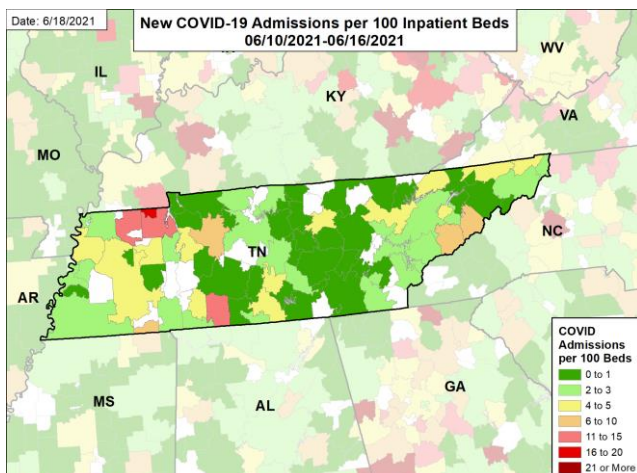 Date: 6/18/2021
New COVID-19 Admissions per 100 Inpatient Beds
06/10/2021-06/16/2021
WV
IL
KY
VA
MO
TN
NC
AR
MS
AL
GA
COVID
Admissions
per 100 Beds
0 to 1
2 to 3
4 to 5
6 to 10
11 to 15
16 to 20
21 or More